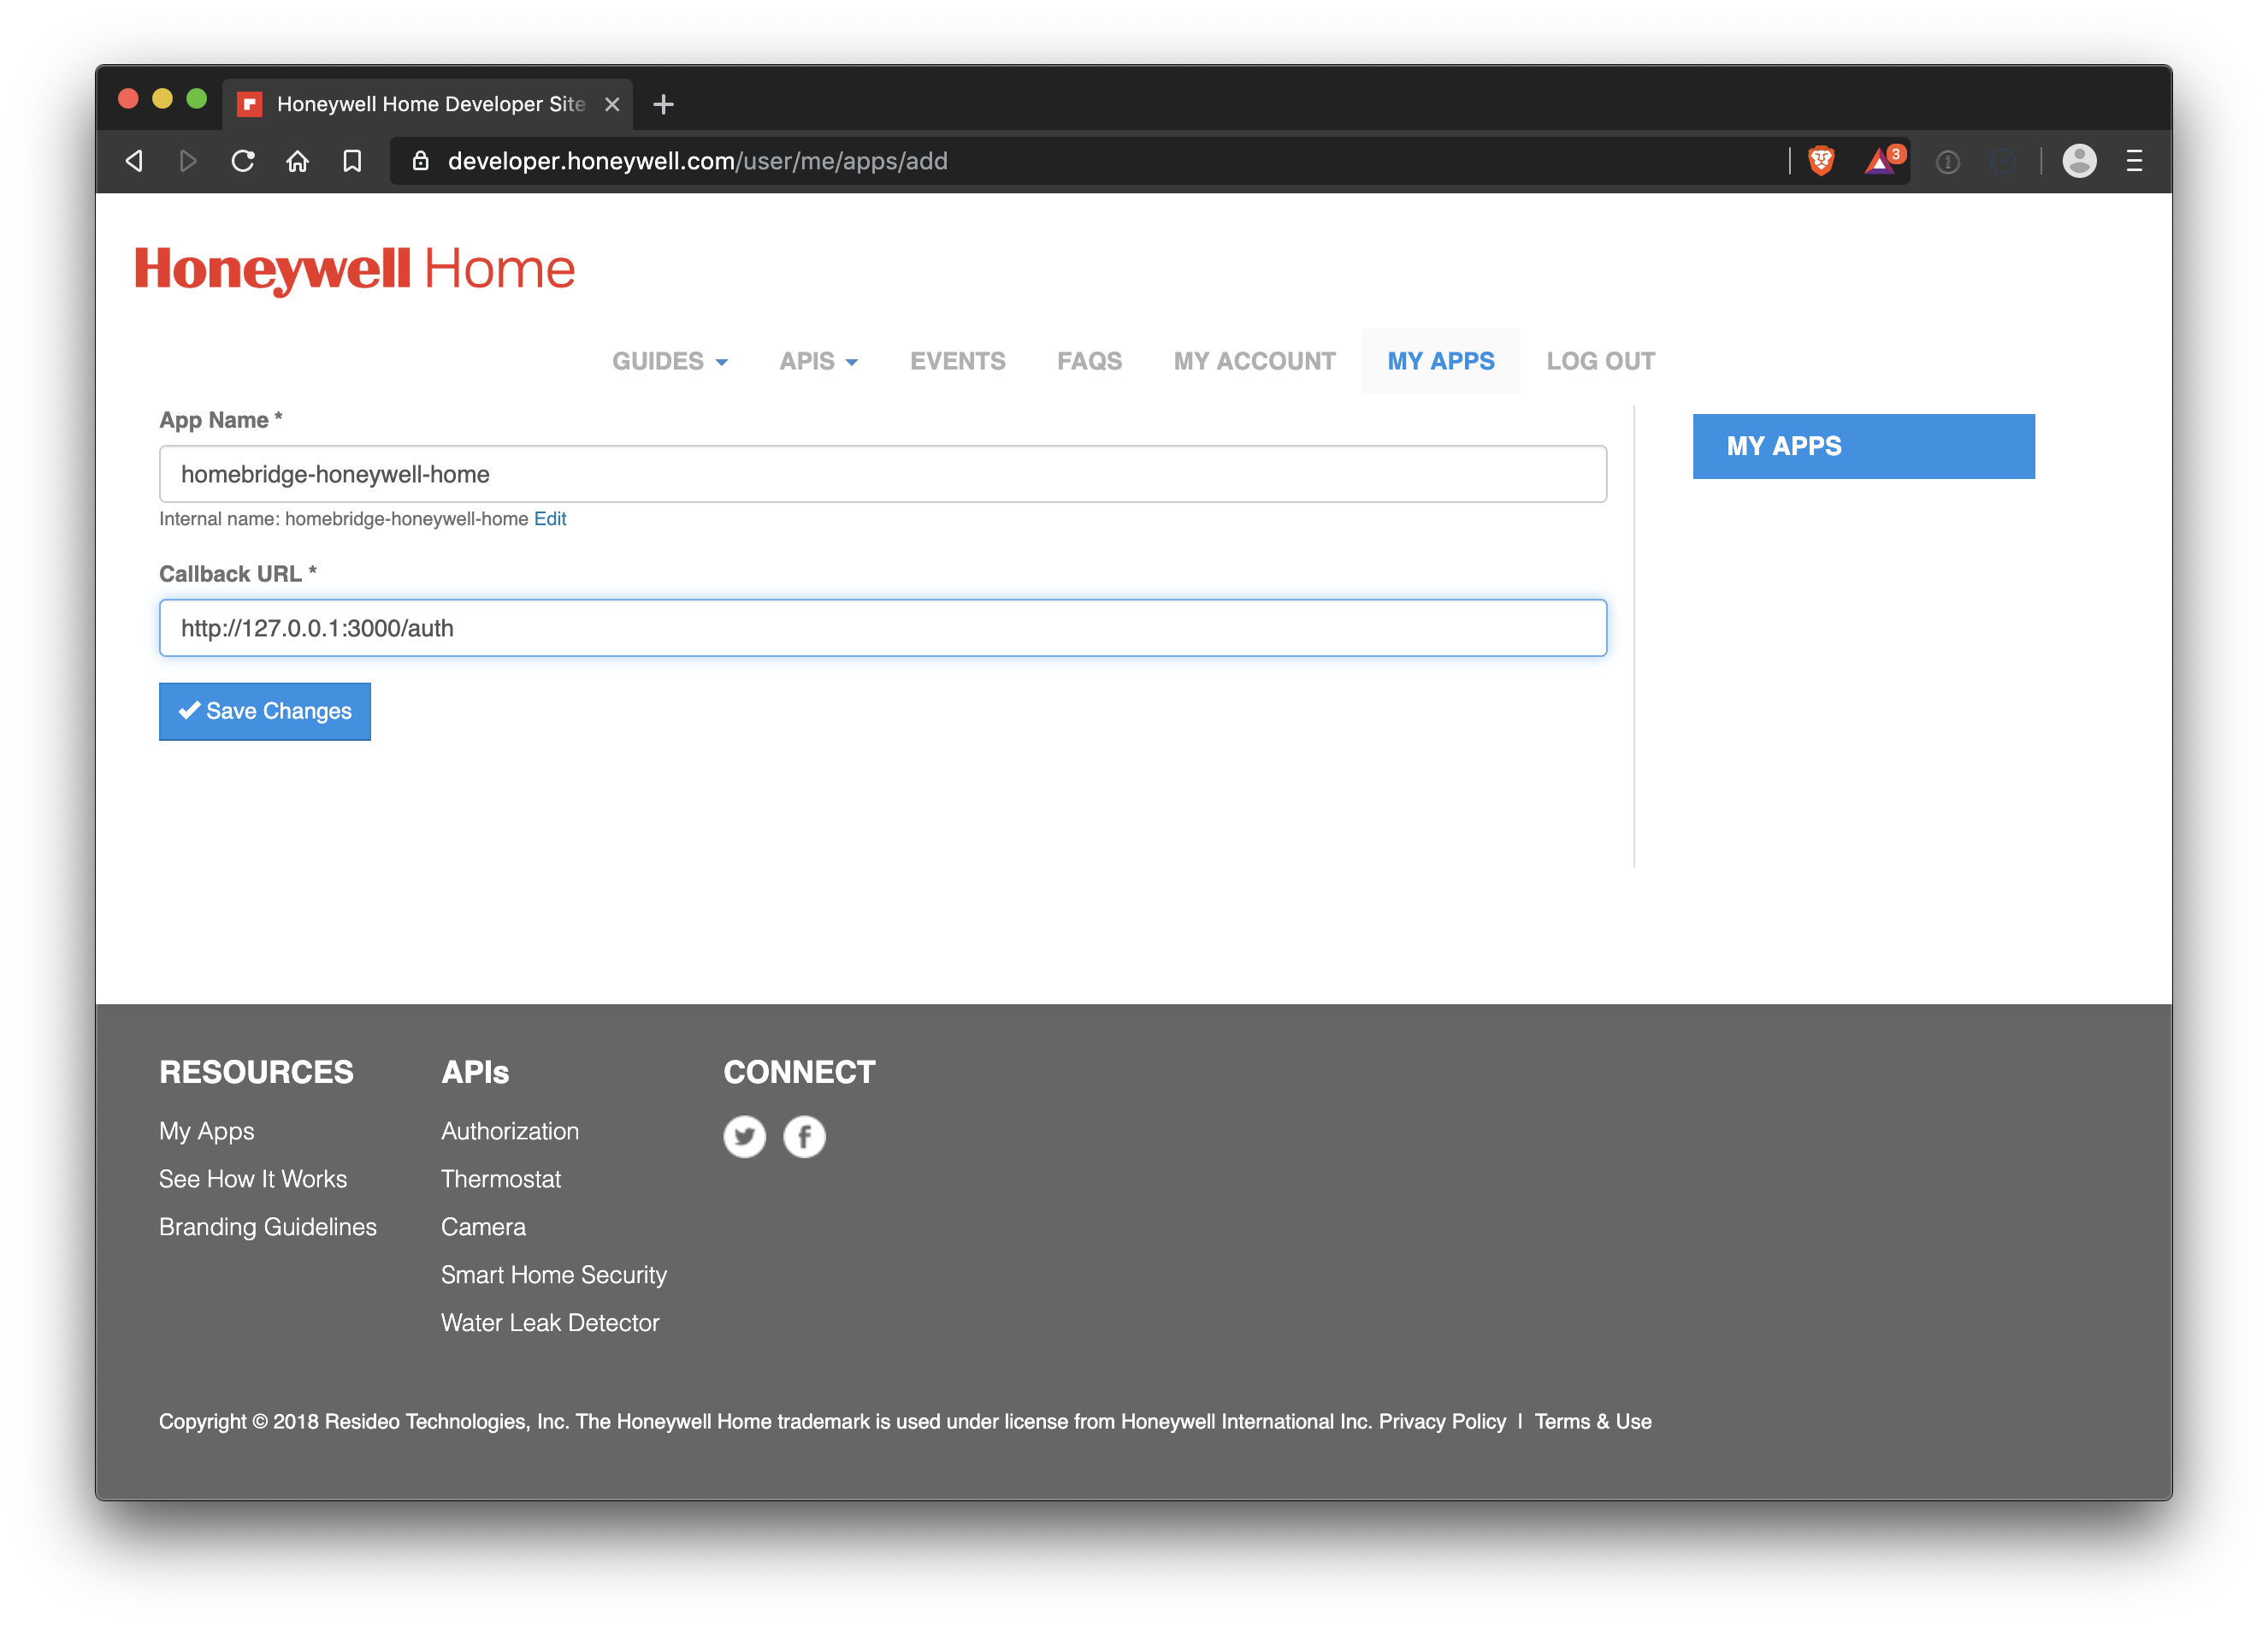 Honeywell Home Developer Site
developer.honeywell.com/user/me/apps/add
3
Honeywell Home
GUIDES APIS EVENTS FAQS MY ACCOUNT MY APPS LOG OUT
App Name *
homebridge-honeywell-home
Internal name: homebridge-honeywell-home Edit
Callback URL *
http://127.0.0.1:3000/auth
Save Changes
MY APPS
RESOURCES
My Apps
See How It Works
Branding Guidelines
APIs
Authorization
Thermostat
Camera
Smart Home Security
Water Leak Detector
CONNECT
Copyright © 2018 Resideo Technologies, Inc. The Honeywell Home trademark is used under license from Honeywell International Inc. Privacy Policy | Terms & Use